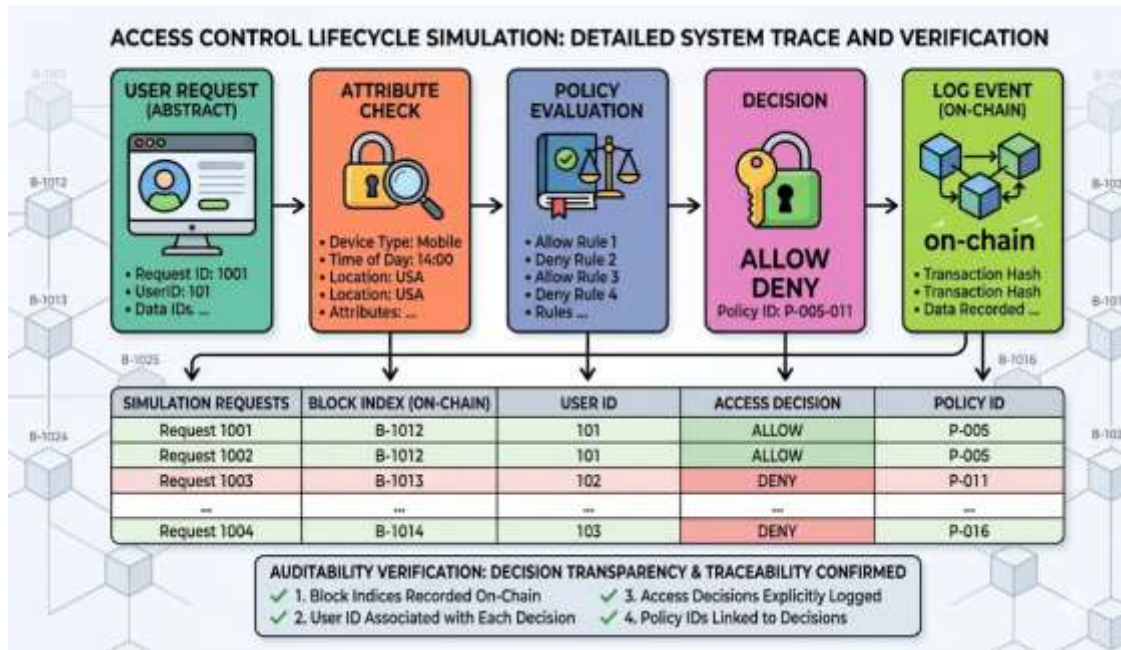 ACCESS CONTROL LIFECYCLE SIMULATION: DETAILED SYSTEM TRACE AND VERIFICATION
USER REQUEST
(ABSTRACT)
• Request ID: 1001
• UserID: 101
• Data IDs. ...
ATTRIBUTE
CHECK
• Device Type: Mobile
• Time of Day: 14:00
• Location: USA
• Location: USA
• Attributes: ...
POLICY
EVALUATION
• Allow Rule 1
• Deny Rule 2
• Allow Rule 3
• Deny Rule 4
• Rules ...
DECISION
ALLOW
DENY
Policy ID: P-005-011
LOG EVENT
(ON-CHAIN)
on-chain
• Transaction Hash
• Transaction Hash
• Data Recorded ...
B-1012
B-1013
B-1025
B-1024
B-1016
SIMULATION REQUESTS BLOCK INDEX (ON-CHAIN) USER ID ACCESS DECISION POLICY ID
Request 1001 B-1012 101 ALLOW P-005
Request 1002 B-1012 101 ALLOW P-005
Request 1003 B-1013 102 DENY P-011
... ... ... ... ...
Request 1004 B-1014 103 DENY P-016
AUDITABILITY VERIFICATION: DECISION TRANSPARENCY & TRACEABILITY CONFIRMED
✓ 1. Block Indices Recorded On-Chain ✓ 3. Access Decisions Explicitly Logged
✓ 2. User ID Associated with Each Decision ✓ 4. Policy IDs Linked to Decisions